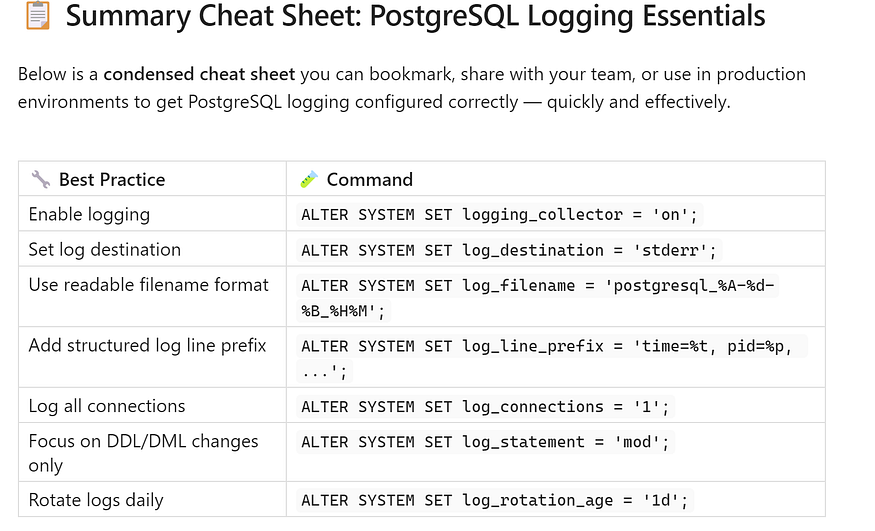 📋 Summary Cheat Sheet: PostgreSQL Logging Essentials
Below is a condensed cheat sheet you can bookmark, share with your team, or use in production
environments to get PostgreSQL logging configured correctly — quickly and effectively.
🔧 Best Practice
🧪 Command
Enable logging
ALTER SYSTEM SET logging_collector = 'on';
Set log destination
ALTER SYSTEM SET log_destination = 'stderr';
Use readable filename format
ALTER SYSTEM SET log_filename = 'postgresql_%A-%d-
%B_%H%M';
Add structured log line prefix
ALTER SYSTEM SET log_line_prefix = 'time=%t, pid=%p,
...';
Log all connections
ALTER SYSTEM SET log_connections = '1';
Focus on DDL/DML changes
only
ALTER SYSTEM SET log_statement = 'mod';
Rotate logs daily
ALTER SYSTEM SET log_rotation_age = '1d';